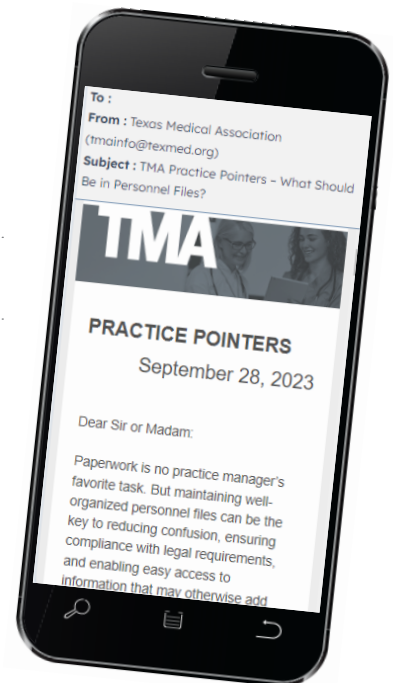 To :
From : Texas Medical Association
(tmainfo@texmed.org)
Subject : TMA Practice Pointers – What Should
Be in Personnel Files?
TMA
PRACTICE POINTERS
September 28, 2023
Dear Sir or Madam:
Paperwork is no practice manager's
favorite task. But maintaining well-
organized personnel files can be the
key to reducing confusion, ensuring
compliance with legal requirements,
and enabling easy access to
information that may otherwise add